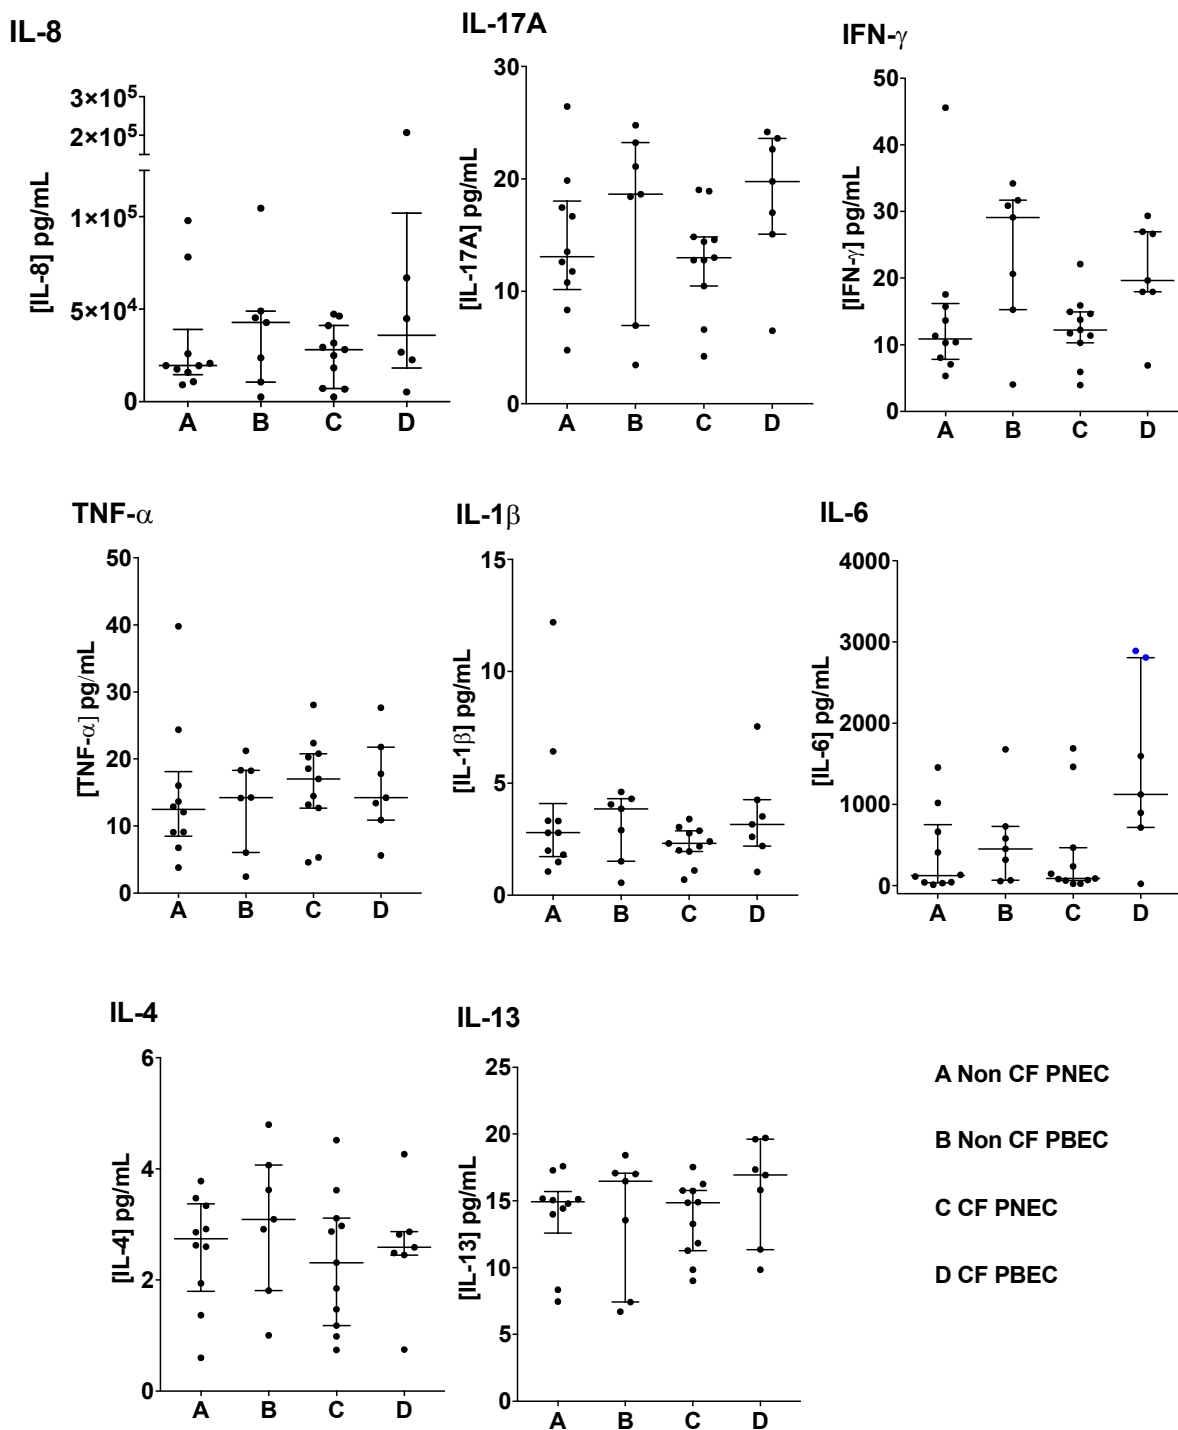 IL-8
3×10⁵
2×10⁵
1×10⁵
5×10⁴
0
[IL-8] pg/mL
A B C D
IL-17A
30
20
10
0
[IL-17A] pg/mL
A B C D
IFN-γ
50
40
30
20
10
0
[IFN-γ] pg/mL
A B C D
TNF-α
50
40
30
20
10
0
[TNF-α] pg/mL
A B C D
IL-1β
15
10
5
0
[IL-1β] pg/mL
A B C D
IL-6
4000
3000
2000
1000
0
[IL-6] pg/mL
A B C D
IL-4
6
4
2
0
[IL-4] pg/mL
A B C D
IL-13
25
20
15
10
5
0
[IL-13] pg/mL
A B C D
A Non CF PNEC
B Non CF PBEC
C CF PNEC
D CF PBEC